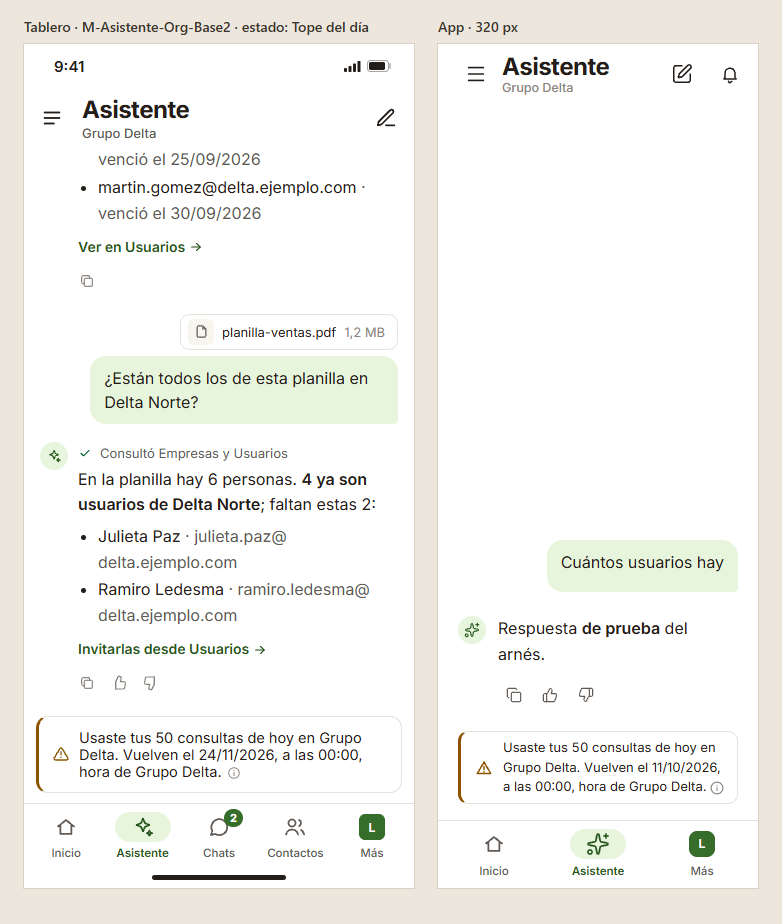 Tablero · M-Asistente-Org-Base2 · estado: Tope del día
9:41
Asistente
Grupo Delta
venció el 25/09/2026
• martin.gomez@delta.ejemplo.com ·
venció el 30/09/2026
Ver en Usuarios →
planilla-ventas.pdf 1,2 MB
¿Están todos los de esta planilla en
Delta Norte?
Consultó Empresas y Usuarios
En la planilla hay 6 personas. 4 ya son
usuarios de Delta Norte; faltan estas 2:
• Julieta Paz · julieta.paz@
delta.ejemplo.com
• Ramiro Ledesma · ramiro.ledesma@
delta.ejemplo.com
Invitarlas desde Usuarios →
Usaste tus 50 consultas de hoy en Grupo
Delta. Vuelven el 24/11/2026, a las 00:00,
hora de Grupo Delta.
2
L
Inicio Asistente Chats Contactos Más
App · 320 px
Asistente
Grupo Delta
Cuántos usuarios hay
Respuesta de prueba del
arnés.
Usaste tus 50 consultas de hoy en
Grupo Delta. Vuelven el 11/10/2026,
a las 00:00, hora de Grupo Delta.
L
Inicio Asistente Más